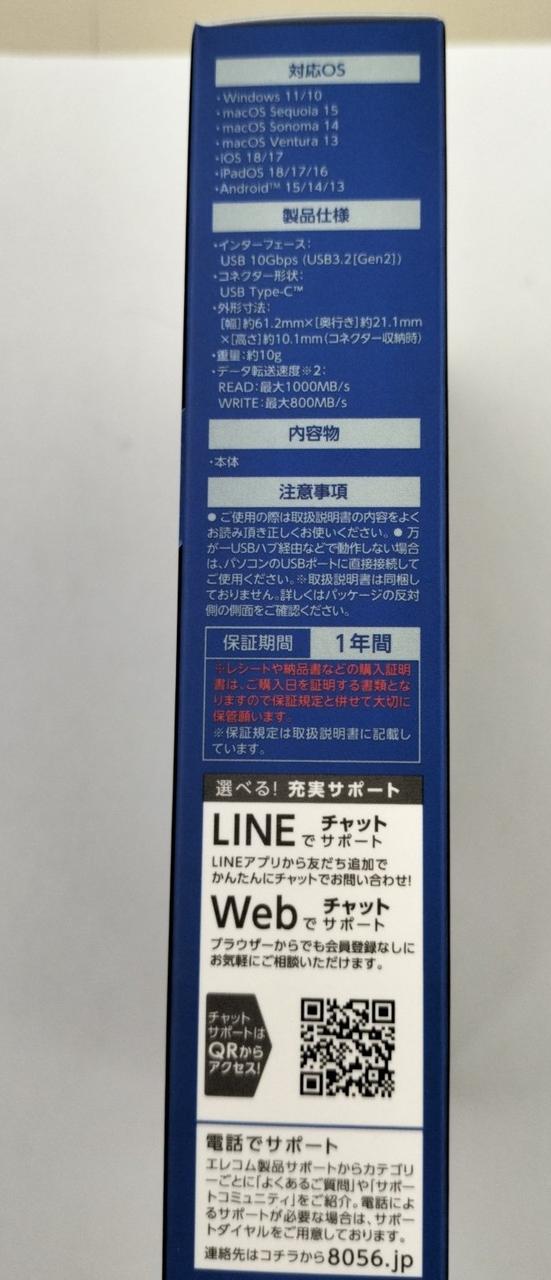 対応OS
・Windows 11/10
・macOS Sequoia 15
・macOS Sonoma 14
・macOS Ventura 13
・iOS 18/17
・iPadOS 18/17/16
・Android™ 15/14/13
製品仕様
・インターフェース：
USB 10Gbps (USB3.2[Gen2])
・コネクター形状：
USB Type-C™
・外形寸法：
[幅]約61.2mm×[奥行き]約21.1mm
×[高さ]約10.1mm(コネクター収納時)
・重量：約10g
・データ転送速度※2：
READ：最大1000MB/s
WRITE：最大800MB/s
内容物
・本体
注意事項
● ご使用の際は取扱説明書の内容をよく
お読み頂き正しくお使いください。● 万
が一USBハブ経由などで動作しない場合
は、パソコンのUSBポートに直接接続して
ご使用ください。※取扱説明書は同梱し
ておりません。詳しくはパッケージの反対
側の側面をご確認ください。
保証期間 1年間
※レシートや納品書などの購入証明
書は、ご購入日を証明する書類とな
りますので保証規定と併せて大切に
保管願います。
※保証規定は取扱説明書に記載し
ています。
選べる! 充実サポート
LINEでチャットサポート
LINEアプリから友だち追加で
かんたんにチャットでお問い合わせ!
Webでチャットサポート
ブラウザーからでも会員登録なしに
お気軽にご相談いただけます。
チャット
サポートは
QRから
アクセス!
電話でサポート
エレコム製品サポートからカテゴリ
ーごとに「よくあるご質問」や「サポー
トコミュニティ」をご紹介。電話によ
るサポートが必要な場合は、サポー
トダイヤルをご用意しております。
連絡先はコチラから8056.jp